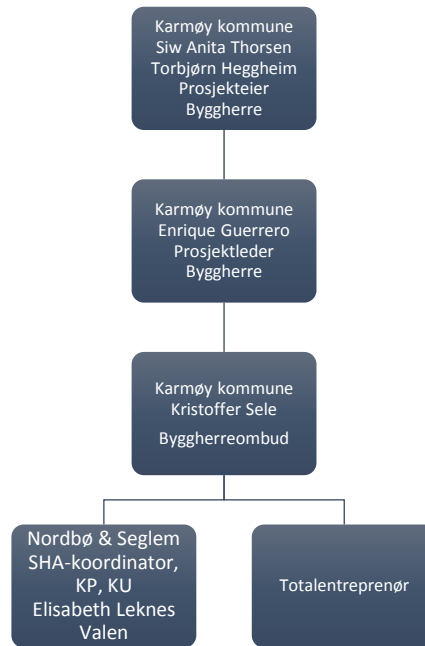 Karmøy kommune
Siw Anita Thorsen
Torbjørn Heggheim
Prosjekteier
Byggherre
Karmøy kommune
Enrique Guerrero
Prosjektleder
Byggherre
Karmøy kommune
Kristoffer Sele
Byggherreombud
Nordbø & Seglem
SHA-koordinator,
KP, KU
Elisabeth Leknes
Valen
Totalentreprenør